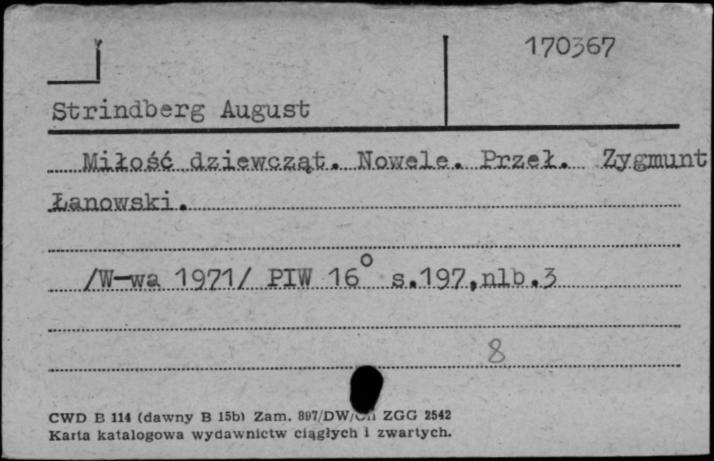 170367
Strindberg August
Miłość dziewcząt. Nowele. Przeł. Zygmunt
Łanowski.
/W-wa 1971/ PIW 16° s.197,nlb.3
8
CWD B 114 (dawny B 15b) Zam. 897/DW/ ZGG 2542
Karta katalogowa wydawnictw ciągłych i zwartych.